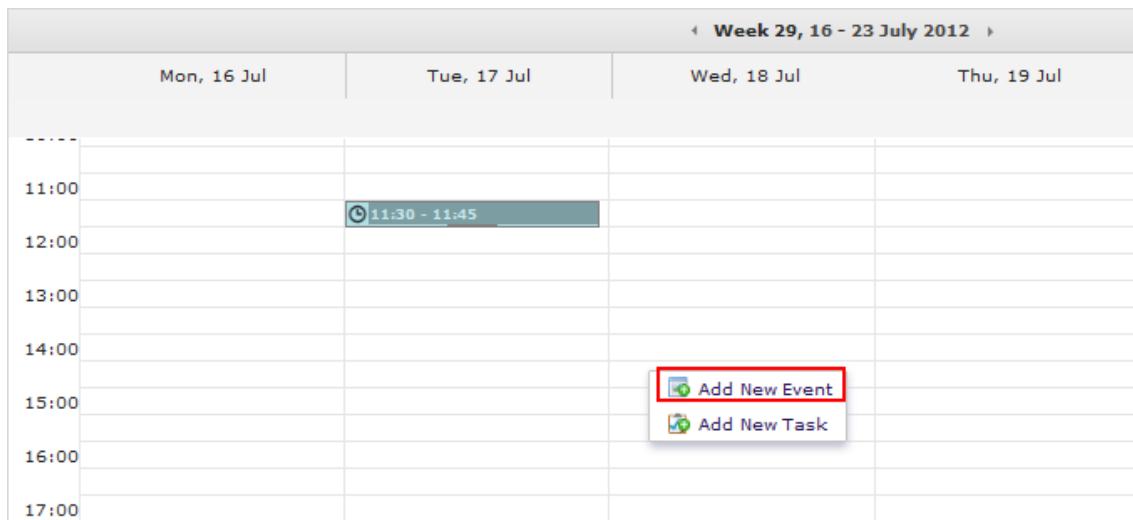 Week 29, 16 - 23 July 2012
Mon, 16 Jul
Tue, 17 Jul
Wed, 18 Jul
Thu, 19 Jul
11:00
11:30 - 11:45
12:00
13:00
14:00
Add New Event
15:00
Add New Task
16:00
17:00